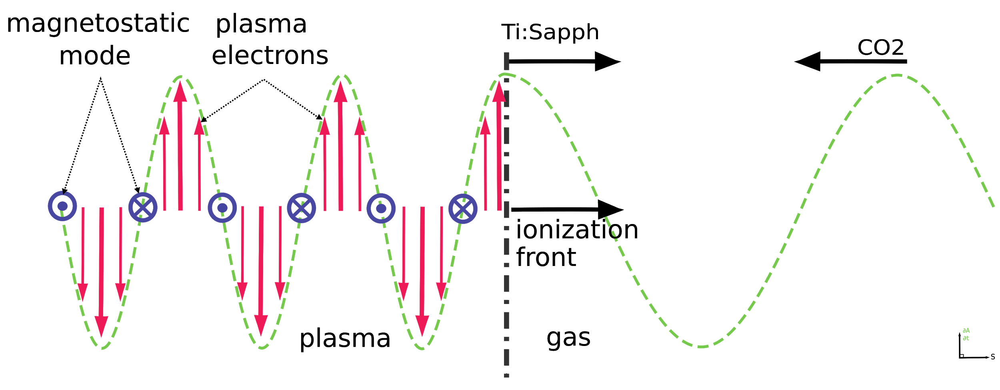 magnetostatic
mode
plasma
electrons
Ti:Sapph
CO2
ionization
front
plasma
gas
∂A
∂t
s